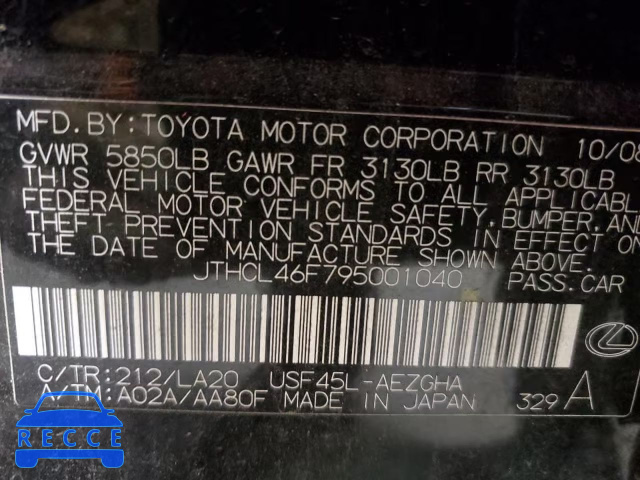 MFD.BY:TOYOTA MOTOR CORPORATION 10/08
GVWR 5850LB GAWR FR 3130LB RR 3130LB
THIS VEHICLE CONFORMS TO ALL APPLICABL
FEDERAL MOTOR VEHICLE SAFETY,BUMPER,AND
THEFT PREVENTION STANDARDS IN EFFECT ON
THE DATE OF MANUFACTURE SHOWN ABOVE.
JTHCL46F795001040 PASS.CAR
C/TR:212/LA20 USF45L-AEZGHA
A/TM:A02A/AA80F MADE IN JAPAN 329 A
RECCE